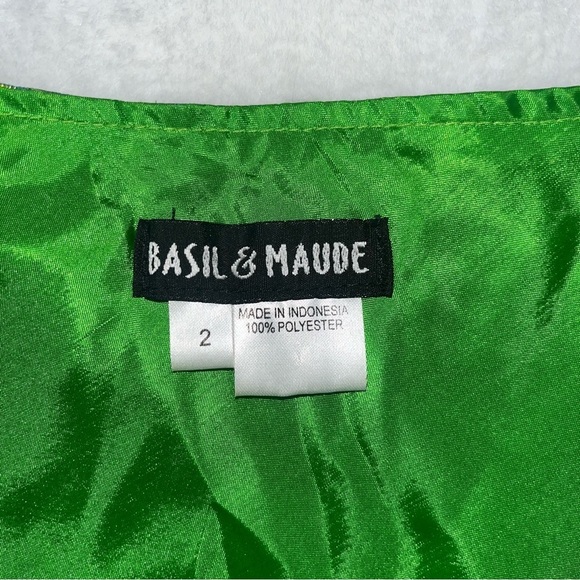 BASIL & MAUDE
2
MADE IN INDONESIA
100% POLYESTER